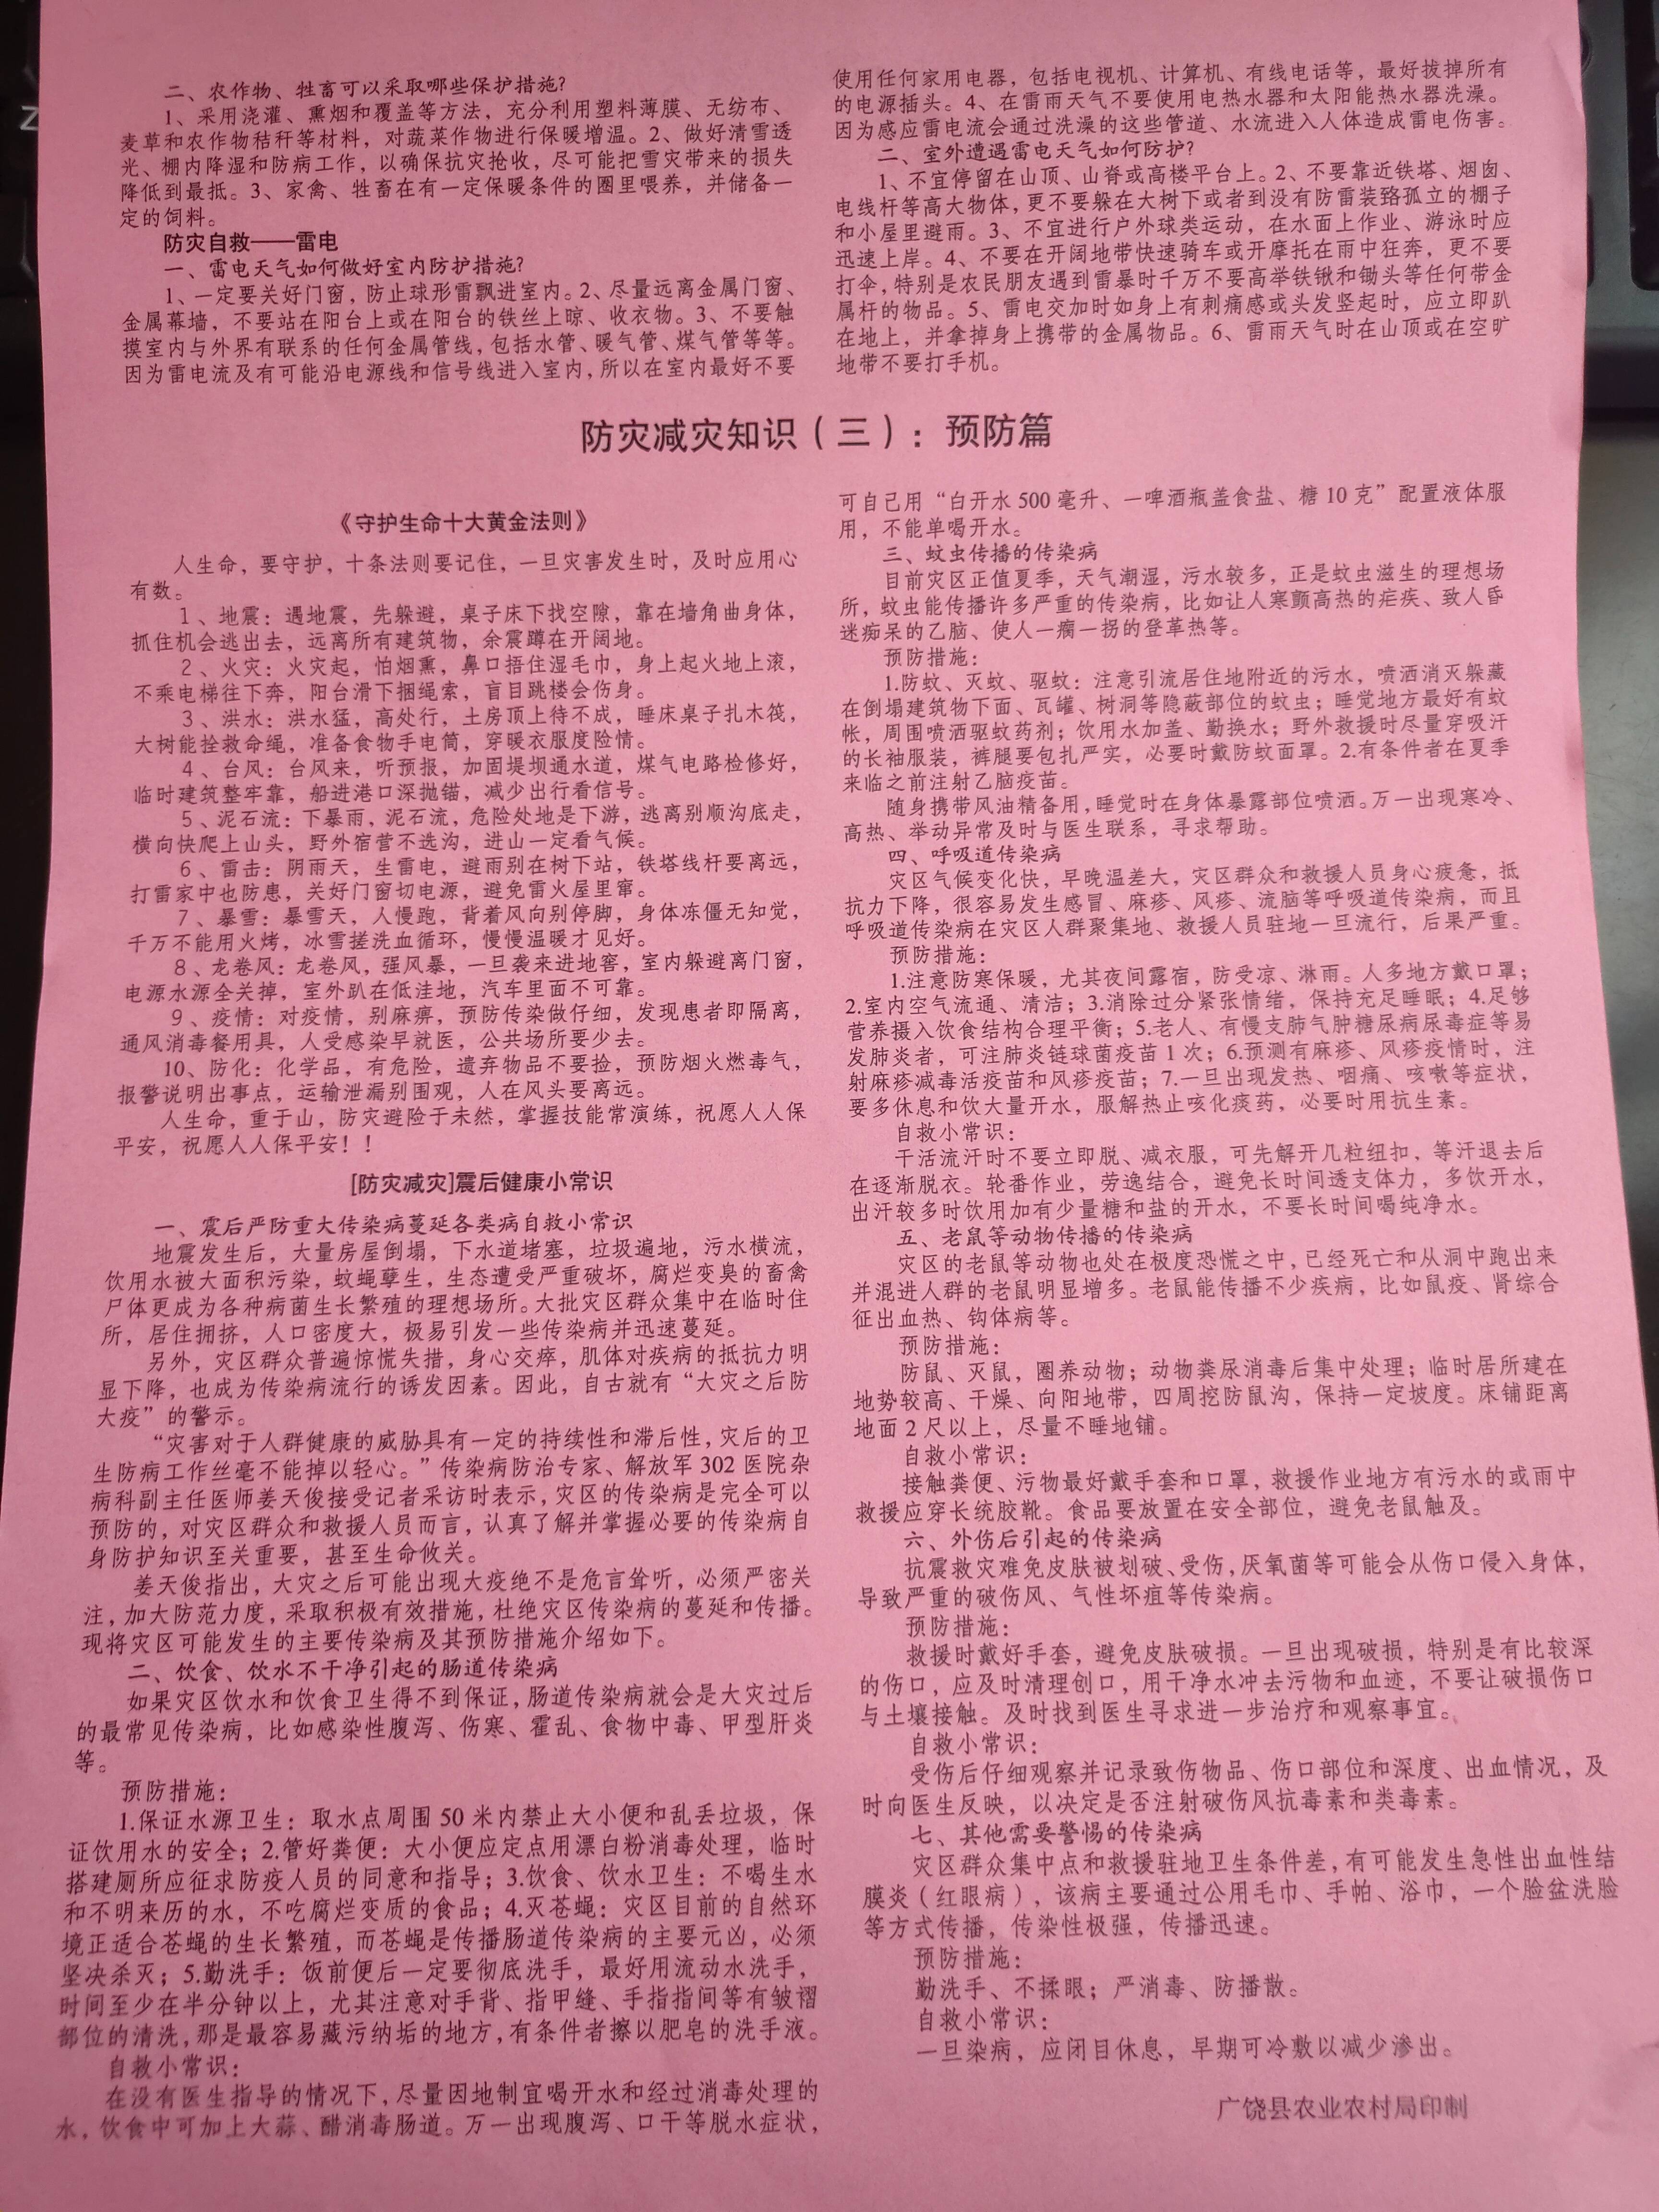 二、农作物、牲畜可以采取哪些保护措施?
1、采用浇灌、熏烟和覆盖等方法，充分利用塑料薄膜、无纺布、
麦草和农作物秸秆等材料，对蔬菜作物进行保暖增温。2、做好清雪透
光、棚内降湿和防病工作，以确保抗灾抢收，尽可能把雪灾带来的损失
降低到最抵。3、家禽、牲畜在有一定保暖条件的圈里喂养，并储备一
定的饲料。
防灾自救——雷电
一、雷电天气如何做好室内防护措施?
1、一定要关好门窗，防止球形雷飘进室内。2、尽量远离金属门窗、
金属幕墙，不要站在阳台上或在阳台的铁丝上晾、收衣物。3、不要触
摸室内与外界有联系的任何金属管线，包括水管、暖气管、煤气管等等。
因为雷电流及有可能沿电源线和信号线进入室内，所以在室内最好不要
使用任何家用电器，包括电视机、计算机、有线电话等，最好拔掉所有
的电源插头。4、在雷雨天气不要使用电热水器和太阳能热水器洗澡。
因为感应雷电流会通过洗澡的这些管道、水流进入人体造成雷电伤害。
二、室外遭遇雷电天气如何防护?
1、不宜停留在山顶、山脊或高楼平台上。2、不要靠近铁塔、烟囱、
电线杆等高大物体，更不要躲在大树下或者到没有防雷装臵孤立的棚子
和小屋里避雨。3、不宜进行户外球类运动，在水面上作业、游泳时应
迅速上岸。4、不要在开阔地带快速骑车或开摩托在雨中狂奔，更不要
打伞，特别是农民朋友遇到雷暴时千万不要高举铁锹和锄头等任何带金
属杆的物品。5、雷电交加时如身上有刺痛感或头发竖起时，应立即趴
在地上，并拿掉身上携带的金属物品。6、雷雨天气时在山顶或在空旷
地带不要打手机。
防灾减灾知识（三）：预防篇
《守护生命十大黄金法则》
人生命，要守护，十条法则要记住，一旦灾害发生时，及时应用心
有数。
1、地震：遇地震，先躲避，桌子床下找空隙，靠在墙角曲身体，
抓住机会逃出去，远离所有建筑物，余震蹲在开阔地。
2、火灾：火灾起，怕烟熏，鼻口捂住湿毛巾，身上起火地上滚，
不乘电梯往下奔，阳台滑下捆绳索，盲目跳楼会伤身。
3、洪水：洪水猛，高处行，土房顶上待不成，睡床桌子扎木筏，
大树能拴救命绳，准备食物手电筒，穿暖衣服度险情。
4、台风：台风来，听预报，加固堤坝通水道，煤气电路检修好，
临时建筑整牢靠，船进港口深抛锚，减少出行看信号。
5、泥石流：下暴雨，泥石流，危险处地是下游，逃离别顺沟底走，
横向快爬上山头，野外宿营不选沟，进山一定看气候。
6、雷击：阴雨天，生雷电，避雨别在树下站，铁塔线杆要离远，
打雷家中也防患，关好门窗切电源，避免雷火屋里窜。
7、暴雪：暴雪天，人慢跑，背着风向别停脚，身体冻僵无知觉，
千万不能用火烤，冰雪搓洗血循环，慢慢温暖才见好。
8、龙卷风：龙卷风，强风暴，一旦袭来进地窖，室内躲避离门窗，
电源水源全关掉，室外趴在低洼地，汽车里面不可靠。
9、疫情：对疫情，别麻痹，预防传染做仔细，发现患者即隔离，
通风消毒餐用具，人受感染早就医，公共场所要少去。
10、防化：化学品，有危险，遗弃物品不要捡，预防烟火燃毒气，
报警说明出事点，运输泄漏别围观，人在风头要离远。
人生命，重于山，防灾避险于未然，掌握技能常演练，祝愿人人保
平安，祝愿人人保平安！！
[防灾减灾]震后健康小常识
一、震后严防重大传染病蔓延各类病自救小常识
地震发生后，大量房屋倒塌，下水道堵塞，垃圾遍地，污水横流，
饮用水被大面积污染，蚊蝇孽生，生态遭受严重破坏，腐烂变臭的畜禽
尸体更成为各种病菌生长繁殖的理想场所。大批灾区群众集中在临时住
所，居住拥挤，人口密度大，极易引发一些传染病并迅速蔓延。
另外，灾区群众普遍惊慌失措，身心交瘁，肌体对疾病的抵抗力明
显下降，也成为传染病流行的诱发因素。因此，自古就有“大灾之后防
大疫”的警示。
“灾害对于人群健康的威胁具有一定的持续性和滞后性，灾后的卫
生防病工作丝毫不能掉以轻心。”传染病防治专家、解放军302医院杂
病科副主任医师姜天俊接受记者采访时表示，灾区的传染病是完全可以
预防的，对灾区群众和救援人员而言，认真了解并掌握必要的传染病自
身防护知识至关重要，甚至生命攸关。
姜天俊指出，大灾之后可能出现大疫绝不是危言耸听，必须严密关
注，加大防范力度，采取积极有效措施，杜绝灾区传染病的蔓延和传播。
现将灾区可能发生的主要传染病及其预防措施介绍如下。
二、饮食、饮水不干净引起的肠道传染病
如果灾区饮水和饮食卫生得不到保证，肠道传染病就会是大灾过后
的最常见传染病，比如感染性腹泻、伤寒、霍乱、食物中毒、甲型肝炎
等。
预防措施：
1.保证水源卫生：取水点周围50米内禁止大小便和乱丢垃圾，保
证饮用水的安全；2.管好粪便：大小便应定点用漂白粉消毒处理，临时
搭建厕所应征求防疫人员的同意和指导；3.饮食、饮水卫生：不喝生水
和不明来历的水，不吃腐烂变质的食品；4.灭苍蝇：灾区目前的自然环
境正适合苍蝇的生长繁殖，而苍蝇是传播肠道传染病的主要元凶，必须
坚决杀灭；5.勤洗手：饭前便后一定要彻底洗手，最好用流动水洗手，
时间至少在半分钟以上，尤其注意对手背、指甲缝、手指指间等有皱褶
部位的清洗，那是最容易藏污纳垢的地方，有条件者擦以肥皂的洗手液。
自救小常识：
在没有医生指导的情况下，尽量因地制宜喝开水和经过消毒处理的
水，饮食中可加上大蒜、醋消毒肠道。万一出现腹泻、口干等脱水症状，
可自己用“白开水500毫升、一啤酒瓶盖食盐、糖10克”配置液体服
用，不能单喝开水。
三、蚊虫传播的传染病
目前灾区正值夏季，天气潮湿，污水较多，正是蚊虫滋生的理想场
所，蚊虫能传播许多严重的传染病，比如让人寒颤高热的疟疾、致人昏
迷痴呆的乙脑、使人一瘸一拐的登革热等。
预防措施：
1.防蚊、灭蚊、驱蚊：注意引流居住地附近的污水，喷洒消灭躲藏
在倒塌建筑物下面、瓦罐、树洞等隐蔽部位的蚊虫；睡觉地方最好有蚊
帐，周围喷洒驱蚊药剂；饮用水加盖、勤换水；野外救援时尽量穿吸汗
的长袖服装，裤腿要包扎严实，必要时戴防蚊面罩。2.有条件者在夏季
来临之前注射乙脑疫苗。
随身携带风油精备用，睡觉时在身体暴露部位喷洒。万一出现寒冷、
高热、举动异常及时与医生联系，寻求帮助。
四、呼吸道传染病
灾区气候变化快，早晚温差大，灾区群众和救援人员身心疲惫，抵
抗力下降，很容易发生感冒、麻疹、风疹、流脑等呼吸道传染病，而且
呼吸道传染病在灾区人群聚集地、救援人员驻地一旦流行，后果严重。
预防措施：
1.注意防寒保暖，尤其夜间露宿，防受凉、淋雨。人多地方戴口罩；
2.室内空气流通、清洁；3.消除过分紧张情绪，保持充足睡眠；4.足够
营养摄入饮食结构合理平衡；5.老人、有慢支肺气肿糖尿病尿毒症等易
发肺炎者，可注肺炎链球菌疫苗1次；6.预测有麻疹、风疹疫情时，注
射麻疹减毒活疫苗和风疹疫苗；7.一旦出现发热、咽痛、咳嗽等症状，
要多休息和饮大量开水，服解热止咳化痰药，必要时用抗生素。
自救小常识：
干活流汗时不要立即脱、减衣服，可先解开几粒纽扣，等汗退去后
在逐渐脱衣。轮番作业，劳逸结合，避免长时间透支体力，多饮开水，
出汗较多时饮用加有少量糖和盐的开水，不要长时间喝纯净水。
五、老鼠等动物传播的传染病
灾区的老鼠等动物也处在极度恐慌之中，已经死亡和从洞中跑出来
并混进人群的老鼠明显增多。老鼠能传播不少疾病，比如鼠疫、肾综合
征出血热、钩体病等。
预防措施：
防鼠、灭鼠，圈养动物；动物粪尿消毒后集中处理；临时居所建在
地势较高、干燥、向阳地带，四周挖防鼠沟，保持一定坡度。床铺距离
地面2尺以上，尽量不睡地铺。
自救小常识：
接触粪便、污物最好戴手套和口罩，救援作业地方有污水的或雨中
救援应穿长统胶靴。食品要放置在安全部位，避免老鼠触及。
六、外伤后引起的传染病
抗震救灾难免皮肤被划破、受伤，厌氧菌等可能会从伤口侵入身体，
导致严重的破伤风、气性坏疽等传染病。
预防措施：
救援时戴好手套，避免皮肤破损。一旦出现破损，特别是有比较深
的伤口，应及时清理创口，用干净水冲去污物和血迹，不要让破损伤口
与土壤接触。及时找到医生寻求进一步治疗和观察事宜。
自救小常识：
受伤后仔细观察并记录致伤物品、伤口部位和深度、出血情况，及
时向医生反映，以决定是否注射破伤风抗毒素和类毒素。
七、其他需要警惕的传染病
灾区群众集中点和救援驻地卫生条件差，有可能发生急性出血性结
膜炎（红眼病），该病主要通过公用毛巾、手帕、浴巾，一个脸盆洗脸
等方式传播，传染性极强，传播迅速。
预防措施：
勤洗手、不揉眼；严消毒、防播散。
自救小常识：
一旦染病，应闭目休息，早期可冷敷以减少渗出。
广饶县农业农村局印制